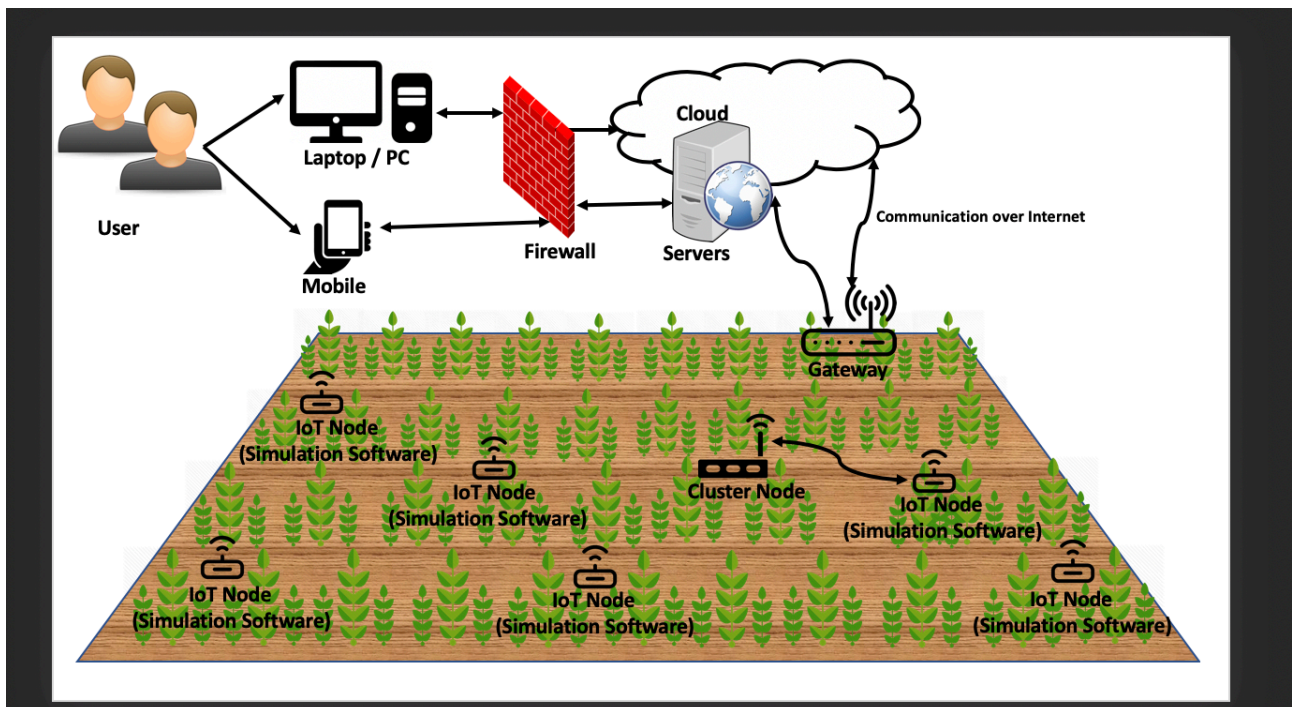 Cloud
Laptop / PC
User
Communication over Internet
Firewall
Servers
Mobile
Gateway
IoT Node
(Simulation Software)
IoT Node
(Simulation Software)
Cluster Node
IoT Node
(Simulation Software)
IoT Node
(Simulation Software)
IoT Node
(Simulation Software)
IoT Node
(Simulation Software)